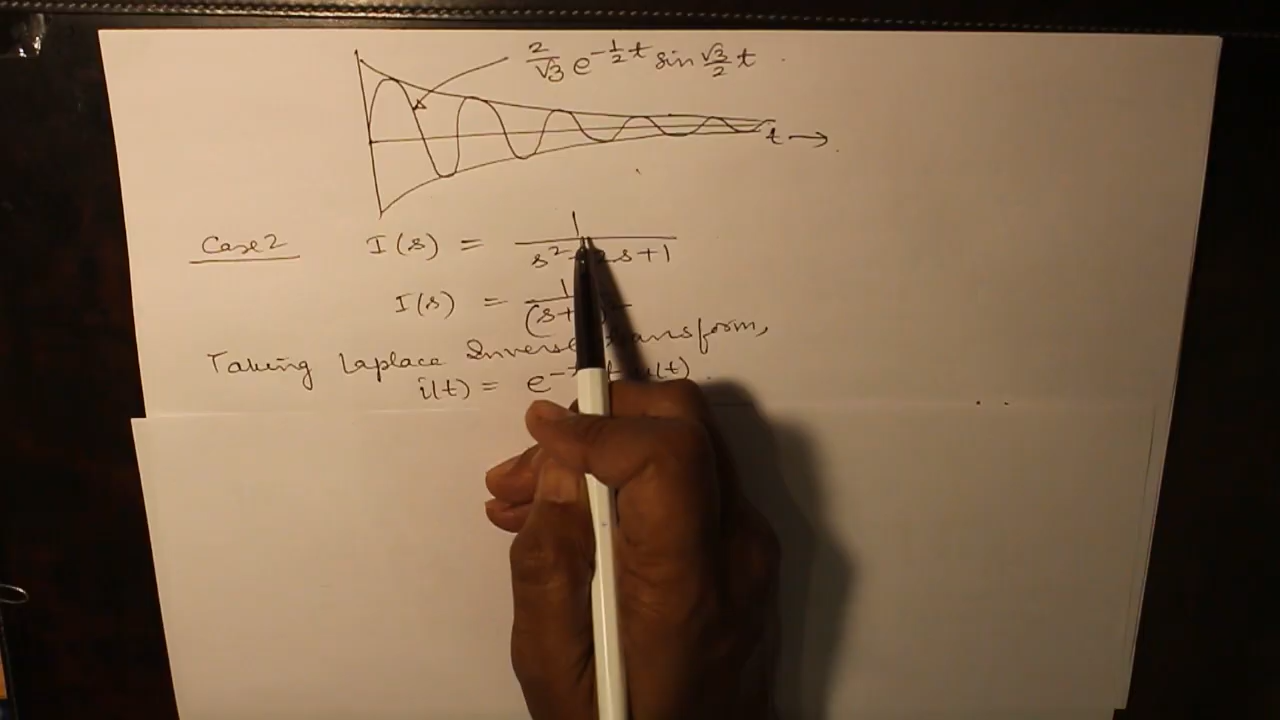 2/√3 e^{-1/2 t} sin √3/2 t
t →
Case 2 I(s) = 1/(s² 2s+1)
I(s) = 1/(s+
Taking Laplace Inverse transform,
i(t) = e^{-t} u(t)